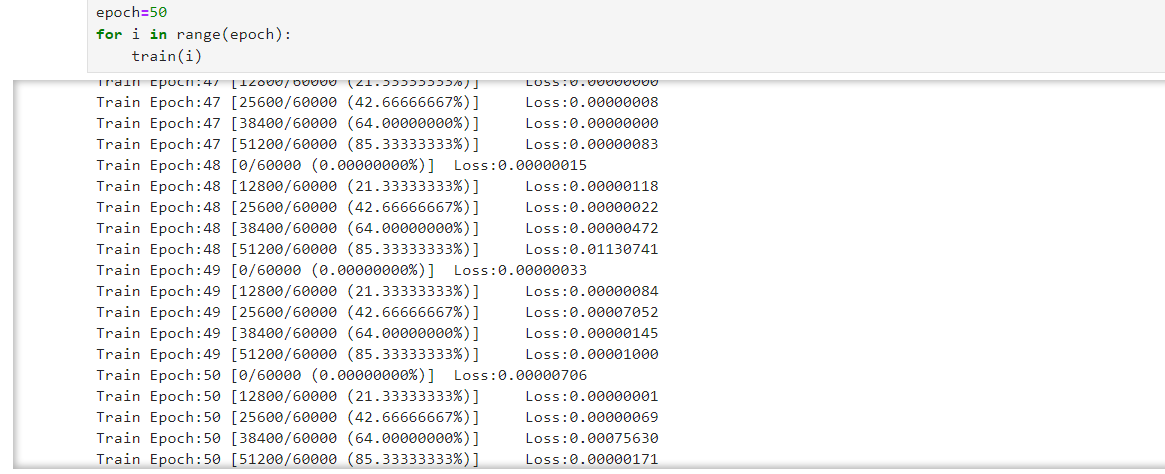 epoch=50
for i in range(epoch):
    train(i)
Train Epoch:47 [12800/60000 (21.33333333%)]     Loss:0.00000000
Train Epoch:47 [25600/60000 (42.66666667%)]     Loss:0.00000008
Train Epoch:47 [38400/60000 (64.00000000%)]     Loss:0.00000000
Train Epoch:47 [51200/60000 (85.33333333%)]     Loss:0.00000083
Train Epoch:48 [0/60000 (0.00000000%)]  Loss:0.00000015
Train Epoch:48 [12800/60000 (21.33333333%)]     Loss:0.00000118
Train Epoch:48 [25600/60000 (42.66666667%)]     Loss:0.00000022
Train Epoch:48 [38400/60000 (64.00000000%)]     Loss:0.00000472
Train Epoch:48 [51200/60000 (85.33333333%)]     Loss:0.01130741
Train Epoch:49 [0/60000 (0.00000000%)]  Loss:0.00000033
Train Epoch:49 [12800/60000 (21.33333333%)]     Loss:0.00000084
Train Epoch:49 [25600/60000 (42.66666667%)]     Loss:0.00007052
Train Epoch:49 [38400/60000 (64.00000000%)]     Loss:0.00000145
Train Epoch:49 [51200/60000 (85.33333333%)]     Loss:0.00001000
Train Epoch:50 [0/60000 (0.00000000%)]  Loss:0.00000706
Train Epoch:50 [12800/60000 (21.33333333%)]     Loss:0.00000001
Train Epoch:50 [25600/60000 (42.66666667%)]     Loss:0.00000069
Train Epoch:50 [38400/60000 (64.00000000%)]     Loss:0.00075630
Train Epoch:50 [51200/60000 (85.33333333%)]     Loss:0.00000171